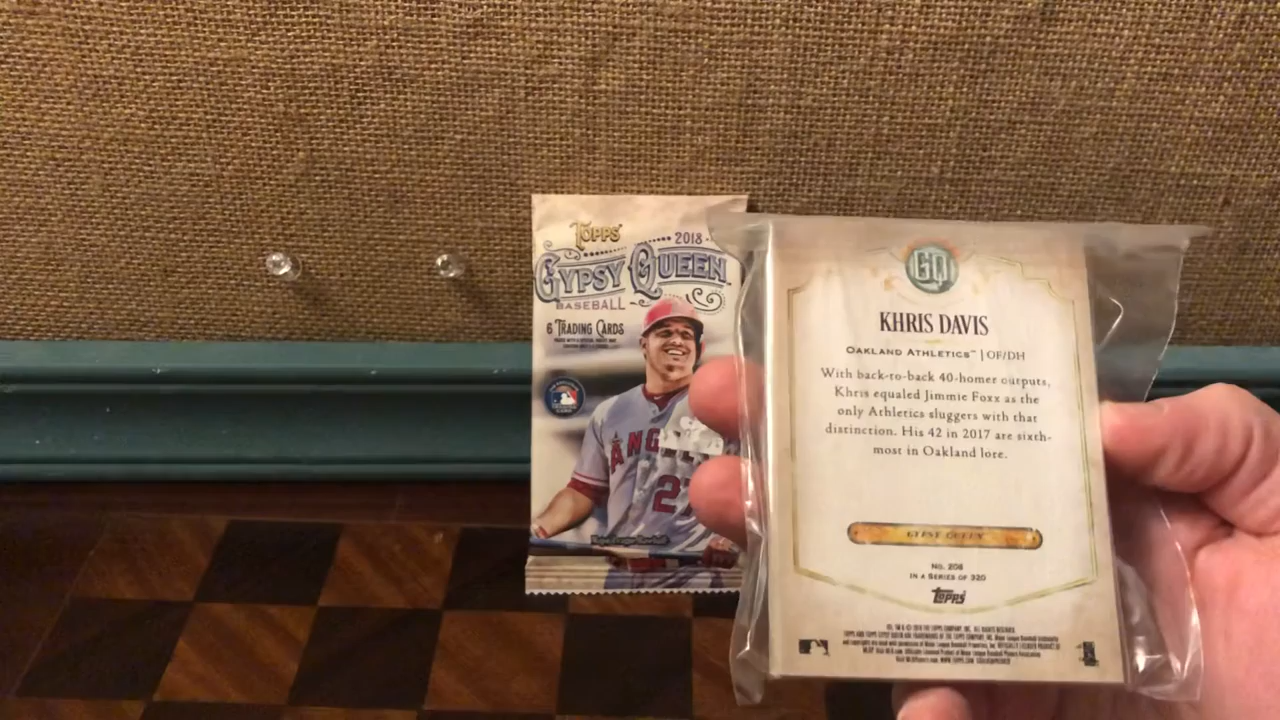 TOPPS
2018
GYPSY QUEEN
BASEBALL
6 TRADING CARDS
ANGELS
27
GQ
KHRIS DAVIS
OAKLAND ATHLETICS™ | OF/DH
With back-to-back 40-homer outputs,
Khris equaled Jimmie Foxx as the
only Athletics sluggers with that
distinction. His 42 in 2017 are sixth-
most in Oakland lore.
GYPSY QUEEN
NO. 208
IN A SERIES OF 320
Topps